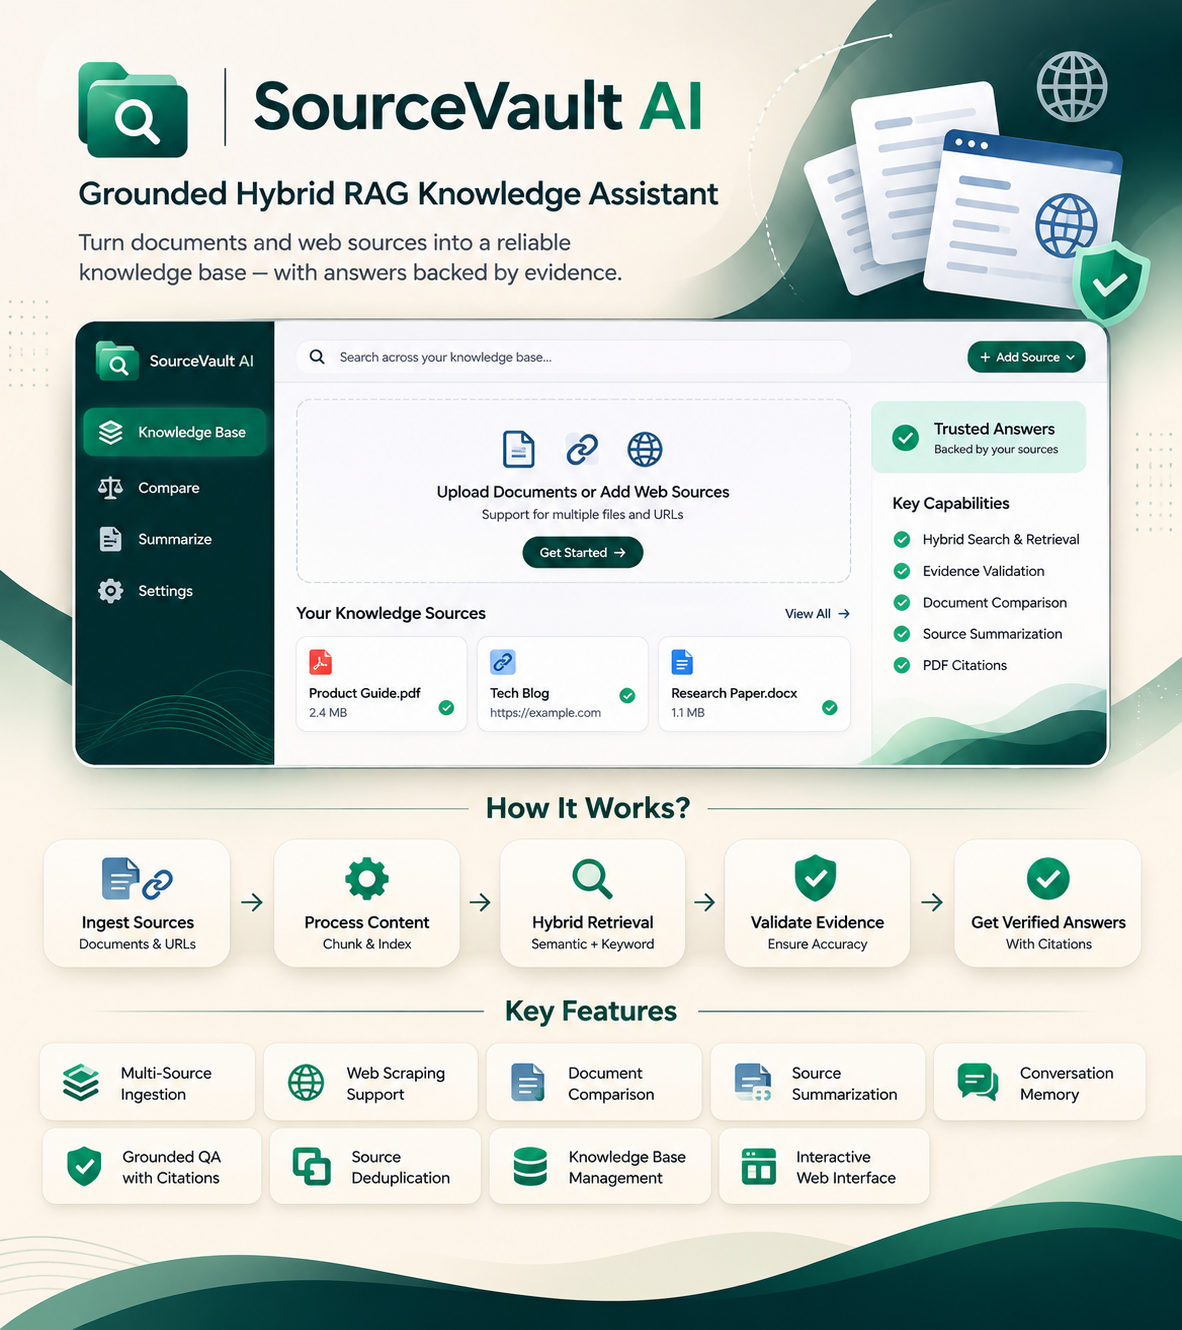 SourceVault AI
Grounded Hybrid RAG Knowledge Assistant
Turn documents and web sources into a reliable
knowledge base — with answers backed by evidence.
SourceVault AI
Search across your knowledge base...
+ Add Source
Knowledge Base
Compare
Summarize
Settings
Upload Documents or Add Web Sources
Support for multiple files and URLs
Get Started →
Your Knowledge Sources
View All →
Product Guide.pdf
2.4 MB
Tech Blog
https://example.com
Research Paper.docx
1.1 MB
Trusted Answers
Backed by your sources
Key Capabilities
Hybrid Search & Retrieval
Evidence Validation
Document Comparison
Source Summarization
PDF Citations
How It Works?
Ingest Sources
Documents & URLs
Process Content
Chunk & Index
Hybrid Retrieval
Semantic + Keyword
Validate Evidence
Ensure Accuracy
Get Verified Answers
With Citations
Key Features
Multi-Source
Ingestion
Web Scraping
Support
Document
Comparison
Source
Summarization
Conversation
Memory
Grounded QA
with Citations
Source
Deduplication
Knowledge Base
Management
Interactive
Web Interface